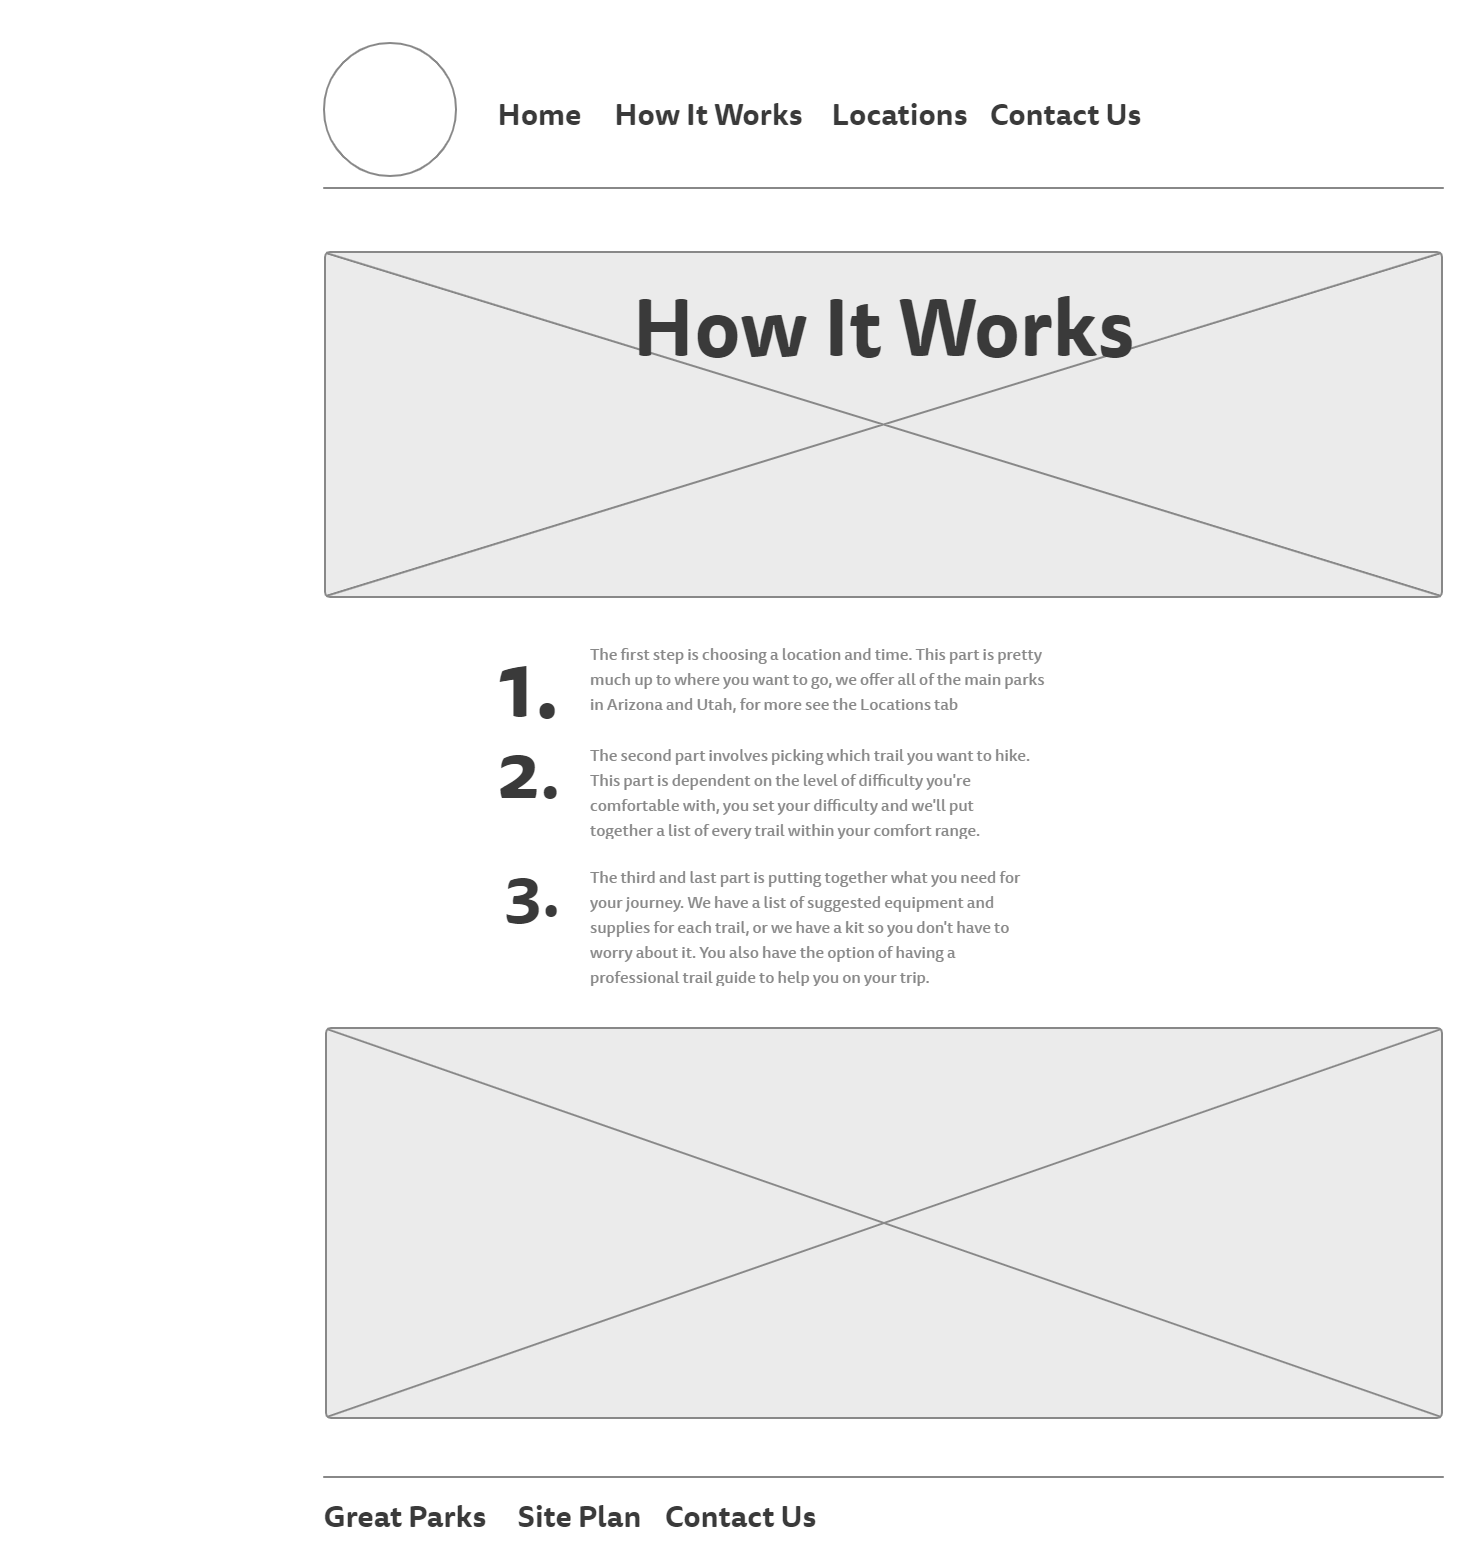 Home How It Works Locations Contact Us
How It Works
1.
The first step is choosing a location and time. This part is pretty
much up to where you want to go, we offer all of the main parks
in Arizona and Utah, for more see the Locations tab
2.
The second part involves picking which trail you want to hike.
This part is dependent on the level of difficulty you're
comfortable with, you set your difficulty and we'll put
together a list of every trail within your comfort range.
3.
The third and last part is putting together what you need for
your journey. We have a list of suggested equipment and
supplies for each trail, or we have a kit so you don't have to
worry about it. You also have the option of having a
professional trail guide to help you on your trip.
Great Parks Site Plan Contact Us